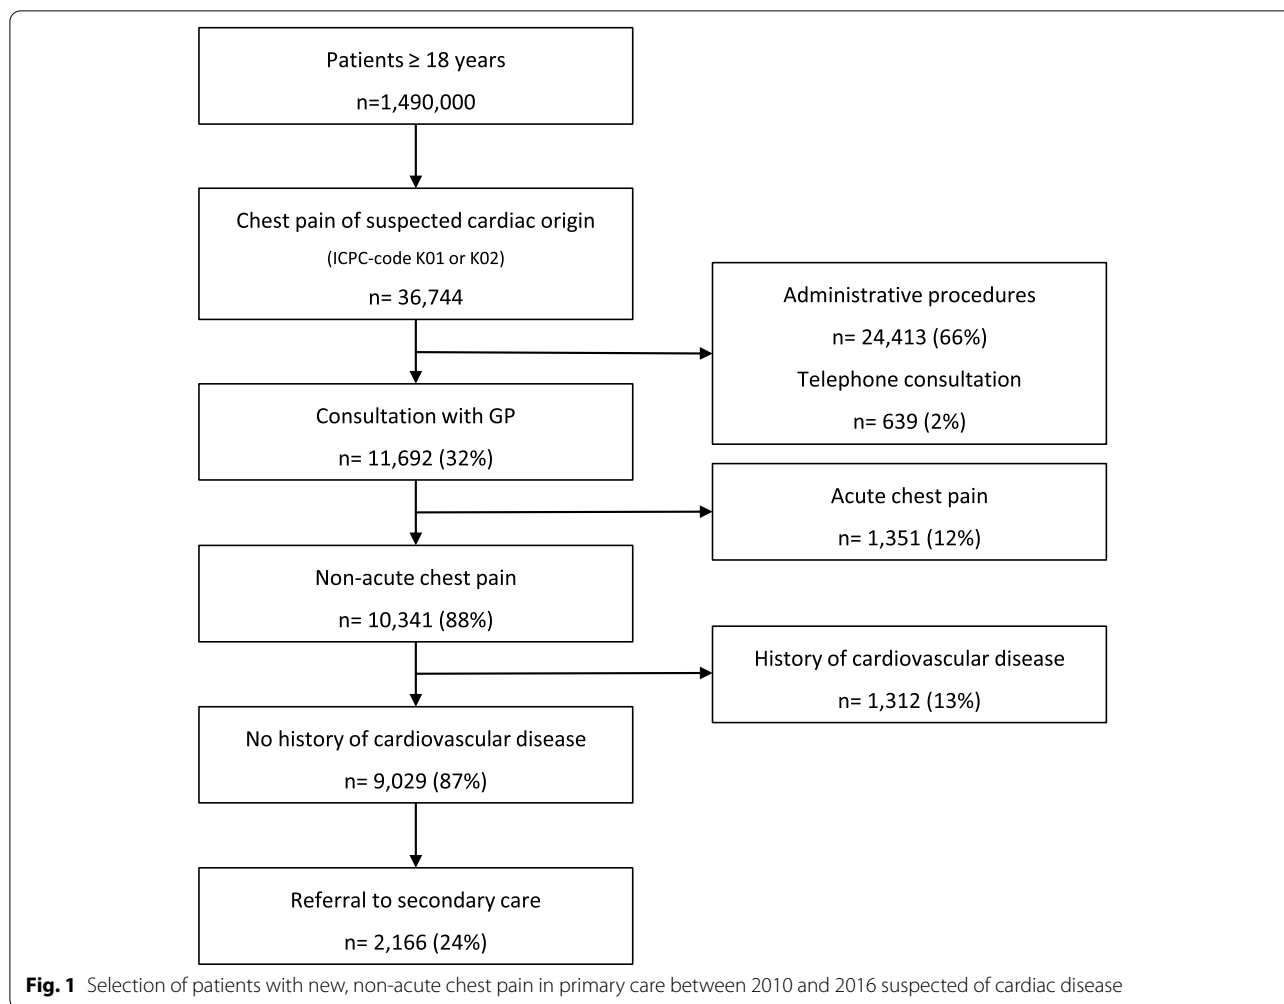 Patients ≥ 18 years
n=1,490,000
Chest pain of suspected cardiac origin
(ICPC-code K01 or K02)
n= 36,744
Administrative procedures
n= 24,413 (66%)
Telephone consultation
n= 639 (2%)
Consultation with GP
n= 11,692 (32%)
Acute chest pain
n= 1,351 (12%)
Non-acute chest pain
n= 10,341 (88%)
History of cardiovascular disease
n= 1,312 (13%)
No history of cardiovascular disease
n= 9,029 (87%)
Referral to secondary care
n= 2,166 (24%)
Fig. 1 Selection of patients with new, non-acute chest pain in primary care between 2010 and 2016 suspected of cardiac disease